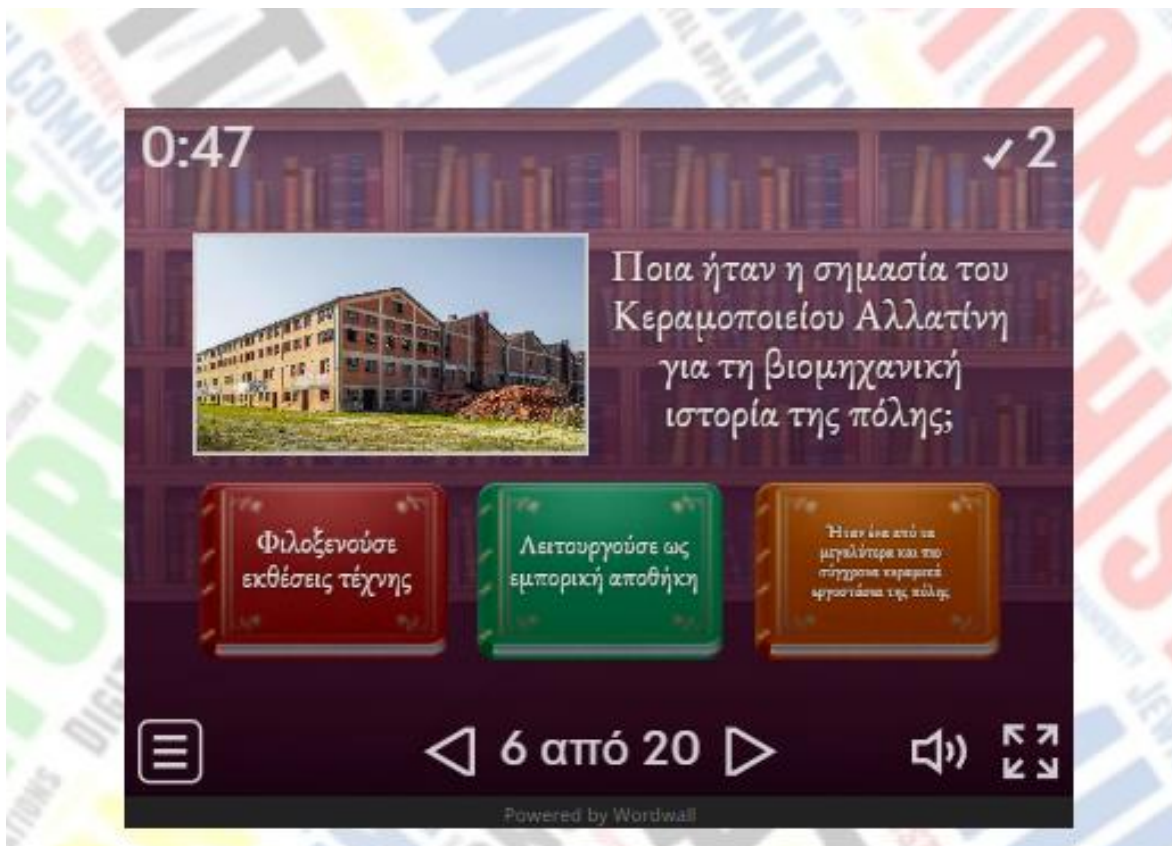 0:47
✓ 2
Ποια ήταν η σημασία του
Κεραμοποιείου Αλλατίνη
για τη βιομηχανική
ιστορία της πόλης;
Φιλοξενούσε
εκθέσεις τέχνης
Λειτουργούσε ως
εμπορική αποθήκη
Ήταν ένα από τα
μεγαλύτερα και πιο
σύγχρονα κεραμικά
εργοστάσια της πόλης
6 από 20
Powered by Wordwall